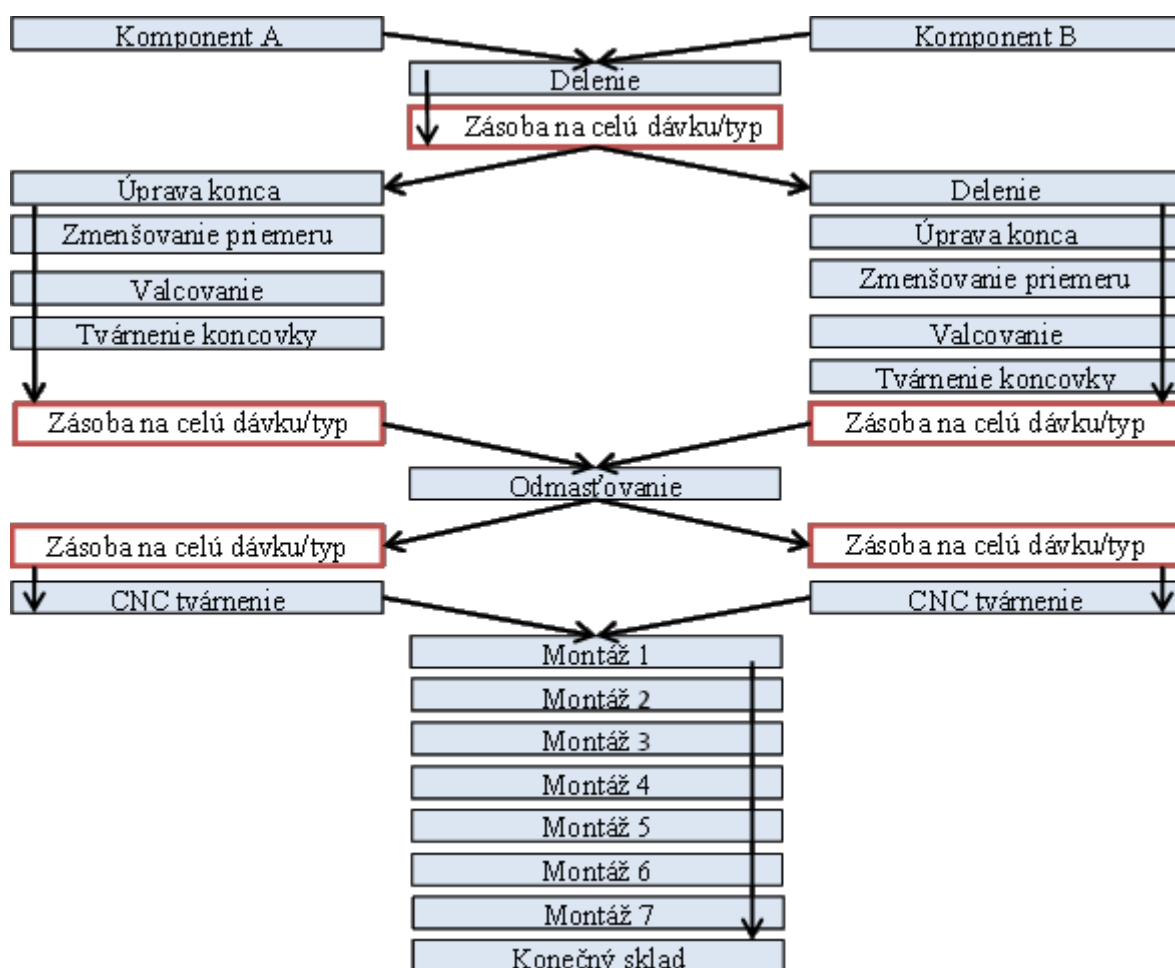 Komponent A
Komponent B
Delenie
Zásoba na celú dávku/typ
Úprava konca
Delenie
Zmenšovanie priemeru
Úprava konca
Valcovanie
Zmenšovanie priemeru
Tvárnenie koncovky
Valcovanie
Tvárnenie koncovky
Zásoba na celú dávku/typ
Zásoba na celú dávku/typ
Odmasťovanie
Zásoba na celú dávku/typ
Zásoba na celú dávku/typ
CNC tvárnenie
CNC tvárnenie
Montáž 1
Montáž 2
Montáž 3
Montáž 4
Montáž 5
Montáž 6
Montáž 7
Konečný sklad